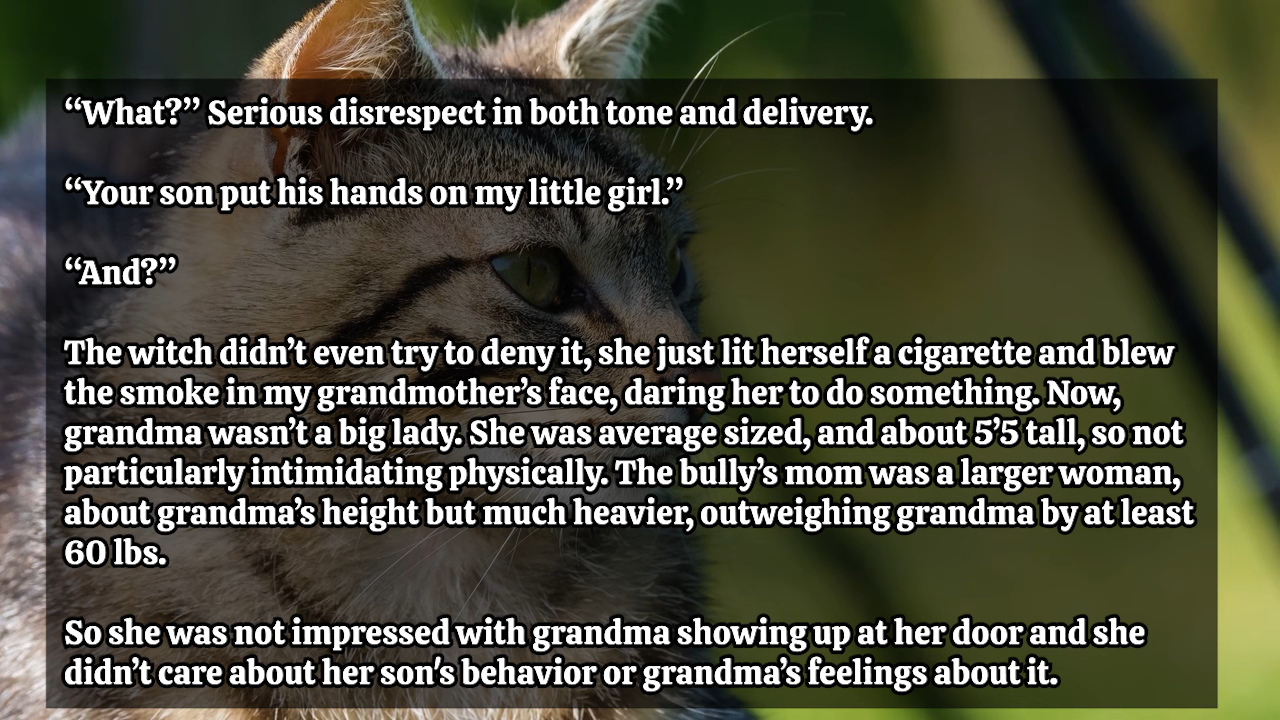 “What?” Serious disrespect in both tone and delivery.
“Your son put his hands on my little girl.”
“And?”
The witch didn’t even try to deny it, she just lit herself a cigarette and blew
the smoke in my grandmother’s face, daring her to do something. Now,
grandma wasn’t a big lady. She was average sized, and about 5’5 tall, so not
particularly intimidating physically. The bully’s mom was a larger woman,
about grandma’s height but much heavier, outweighing grandma by at least
60 lbs.
So she was not impressed with grandma showing up at her door and she
didn’t care about her son's behavior or grandma’s feelings about it.